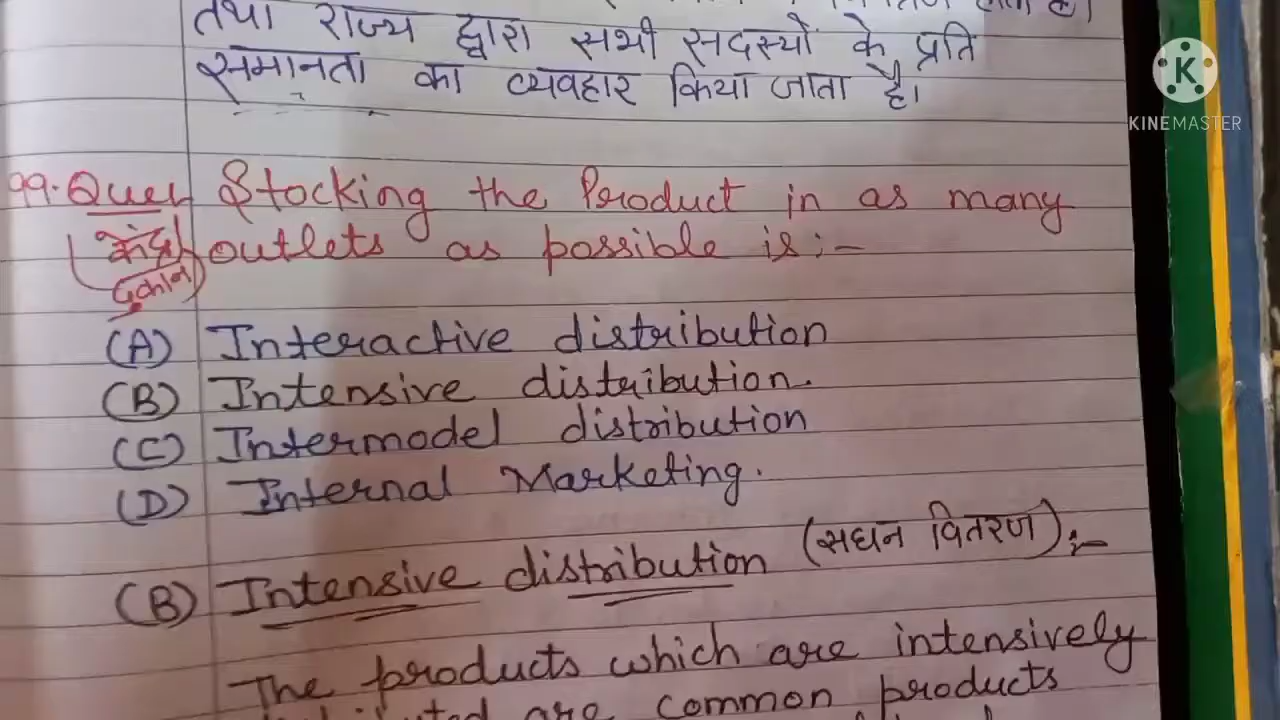 तथा राज्य द्वारा सभी सदस्यों के प्रति
समानता का व्यवहार किया जाता है।
KINEMASTER
99. Que Stocking the Product in as many
outlets as possible is:-
(A) Interactive distribution
(B) Intensive distribution.
(C) Intermodel distribution
(D) Internal Marketing.
(B) Intensive distribution (सघन वितरण):-
The products which are intensively
are common products